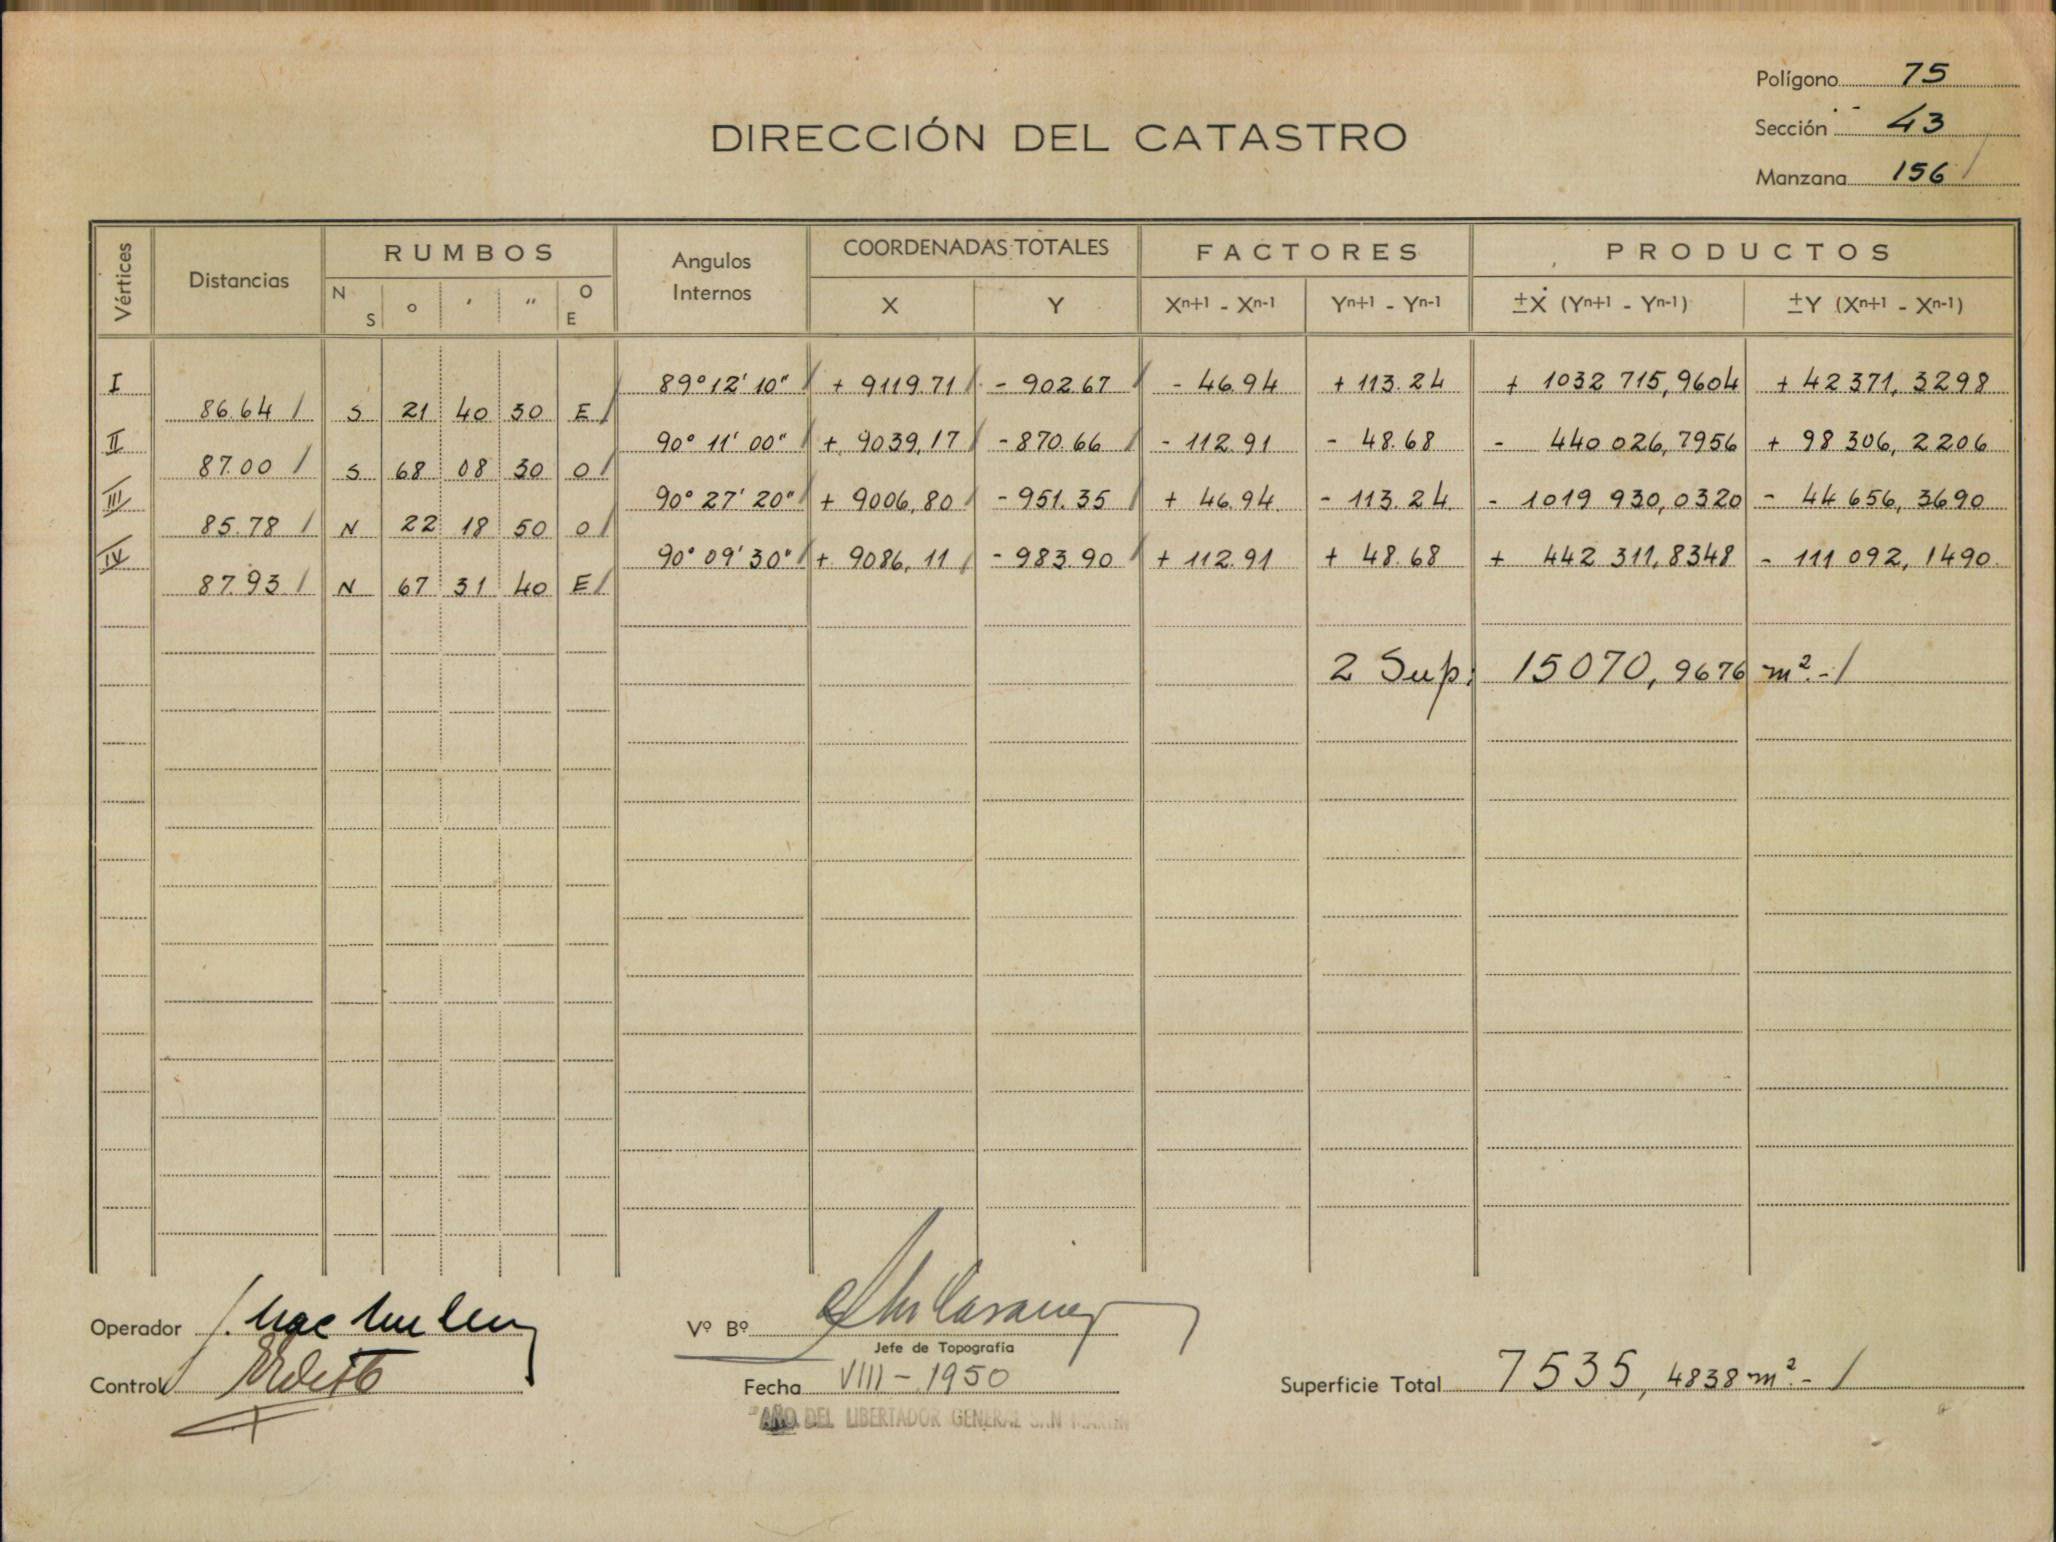 Polígono 75
Sección 43
Manzana 156
DIRECCIÓN DEL CATASTRO
Vértices Distancias RUMBOS Angulos Internos COORDENADAS TOTALES FACTORES PRODUCTOS
N S ° ' " O E X Y Xn+1 - Xn-1 Yn+1 - Yn-1 ±X (Yn+1 - Yn-1) ±Y (Xn+1 - Xn-1)
I 89° 12' 10" + 9119.71 - 902.67 - 46.94 + 113.24 + 1032 715,9604 + 42 371,3298
86.64 S 21 40 30 E
II 90° 11' 00" + 9039,17 - 870.66 - 112.91 - 48.68 - 440 026,7956 + 98 306,2206
87.00 S 68 08 30 O
III 90° 27' 20" + 9006,80 - 951.35 + 46.94 - 113.24 - 1019 930,0320 - 44 656,3690
85.78 N 22 18 50 O
IV 90° 09' 30" + 9086,11 - 983.90 + 112.91 + 48.68 + 442 311,8348 - 111 092,1490
87.93 N 67 31 40 E
2 Sup: 15070,9676 m².-
Operador
Vº Bº
Jefe de Topografía
Control
Fecha VIII - 1950
Superficie Total 7535,4838 m².-
"AÑO DEL LIBERTADOR GENERAL SAN MARTIN